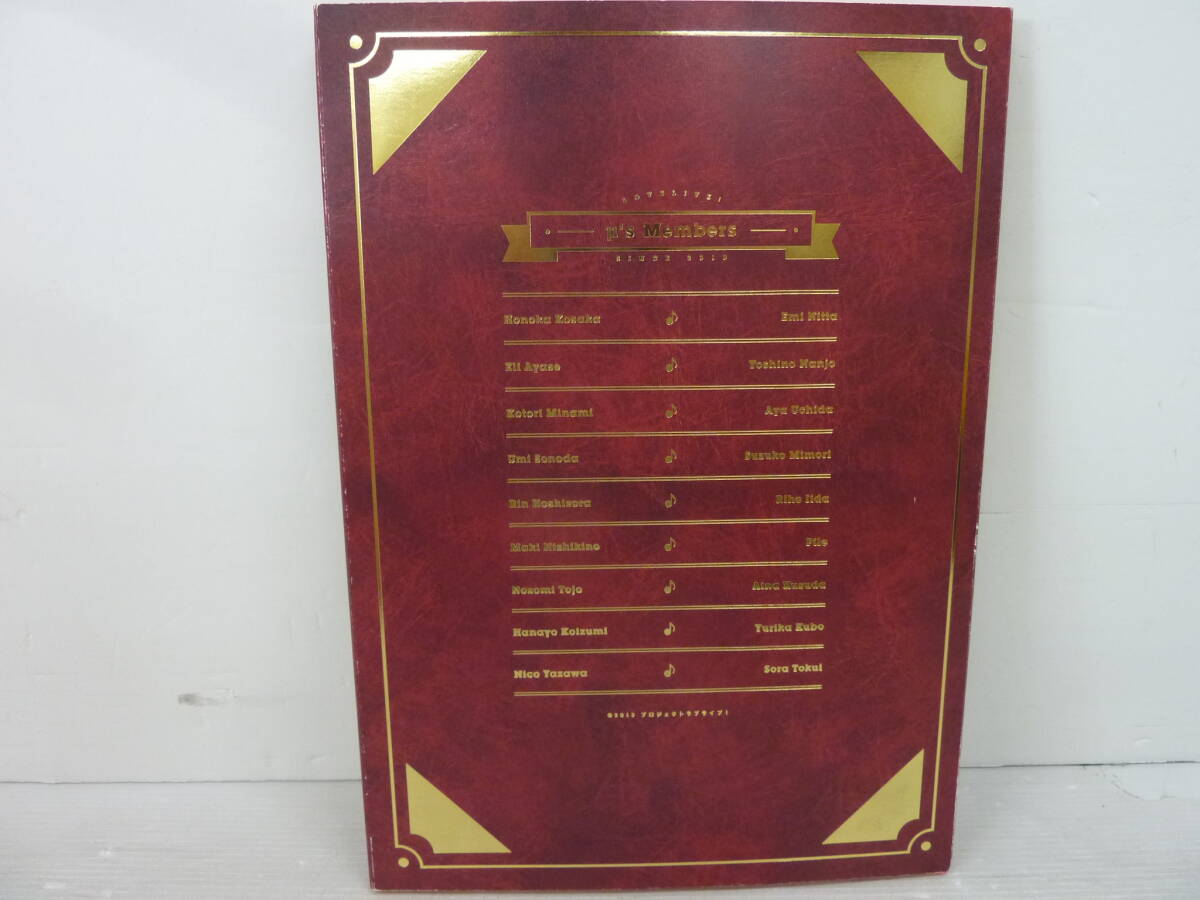 LOVELIVE!
μ's Members
SINCE 2010
Honoka Kosaka ♪ Emi Nitta
Eli Ayase ♪ Yoshino Nanjo
Kotori Minami ♪ Aya Uchida
Umi Sonoda ♪ Suzuko Mimori
Rin Hoshizora ♪ Riho Iida
Maki Nishikino ♪ Pile
Nozomi Tojo ♪ Aina Kusuda
Hanayo Koizumi ♪ Yurika Kubo
Nico Yazawa ♪ Sora Tokui
©2013 プロジェクトラブライブ!